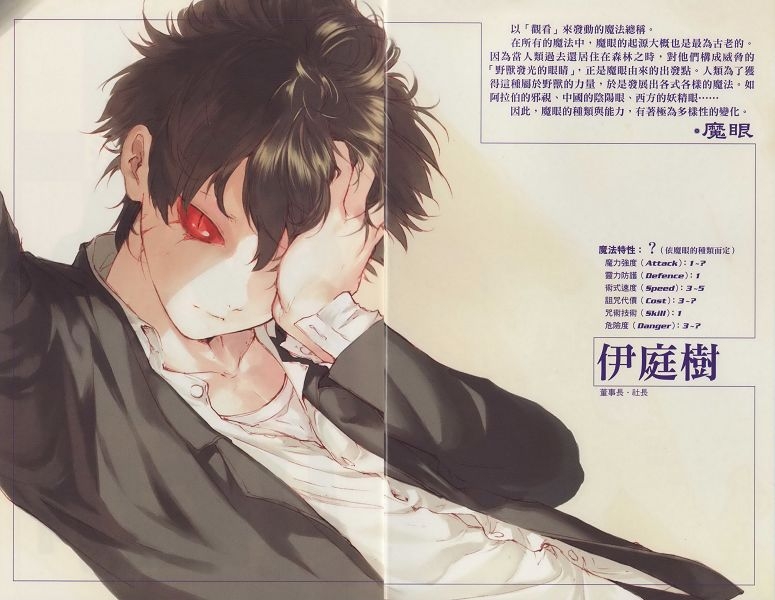 以「觀看」來發動的魔法總稱。
在所有的魔法中，魔眼的起源大概也是最為古老的。
因為當人類過去還居住在森林之時，對他們構成威脅的
「野獸發光的眼睛」，正是魔眼由來的出發點。人類為了獲
得這種屬於野獸的力量，於是發展出各式各樣的魔法。如
阿拉伯的邪視、中國的陰陽眼、西方的妖精眼……
因此，魔眼的種類與能力，有著極為多樣性的變化。
•魔眼
魔法特性：？（依魔眼的種類而定）
魔力強度（Attack）：1~?
靈力防護（Defence）：1
術式速度（Speed）：3~5
詛咒代價（Cost）：3~?
咒術技術（Skill）：1
危險度（Danger）：3~?
伊庭樹
董事長・社長